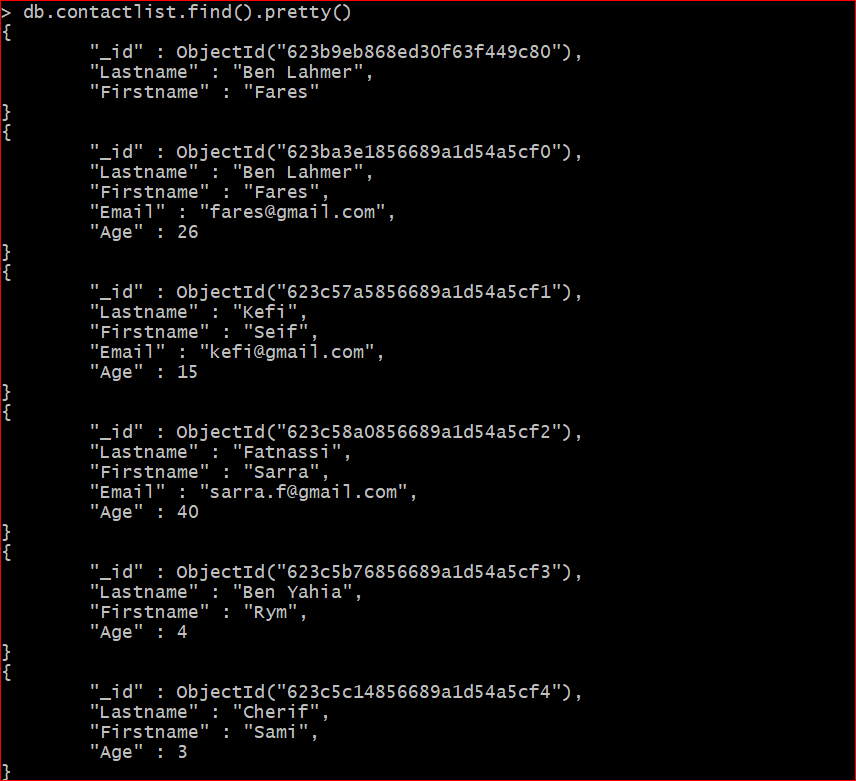 > db.contactlist.find().pretty()
{
        "_id" : ObjectId("623b9eb868ed30f63f449c80"),
        "Lastname" : "Ben Lahmer",
        "Firstname" : "Fares"
}
{
        "_id" : ObjectId("623ba3e1856689a1d54a5cf0"),
        "Lastname" : "Ben Lahmer",
        "Firstname" : "Fares",
        "Email" : "fares@gmail.com",
        "Age" : 26
}
{
        "_id" : ObjectId("623c57a5856689a1d54a5cf1"),
        "Lastname" : "Kefi",
        "Firstname" : "Seif",
        "Email" : "kefi@gmail.com",
        "Age" : 15
}
{
        "_id" : ObjectId("623c58a0856689a1d54a5cf2"),
        "Lastname" : "Fatnassi",
        "Firstname" : "Sarra",
        "Email" : "sarra.f@gmail.com",
        "Age" : 40
}
{
        "_id" : ObjectId("623c5b76856689a1d54a5cf3"),
        "Lastname" : "Ben Yahia",
        "Firstname" : "Rym",
        "Age" : 4
}
{
        "_id" : ObjectId("623c5c14856689a1d54a5cf4"),
        "Lastname" : "Cherif",
        "Firstname" : "Sami",
        "Age" : 3
}